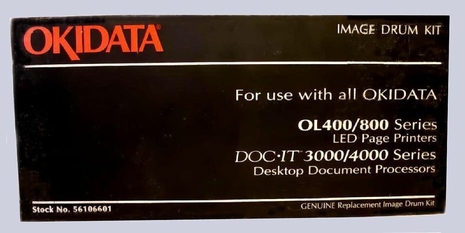 OKIDATA® IMAGE DRUM KIT
For use with all OKIDATA
OL400/800 Series
LED Page Printers
DOC·IT™ 3000/4000 Series
Desktop Document Processors
Stock No. 56106601 GENUINE Replacement Image Drum Kit